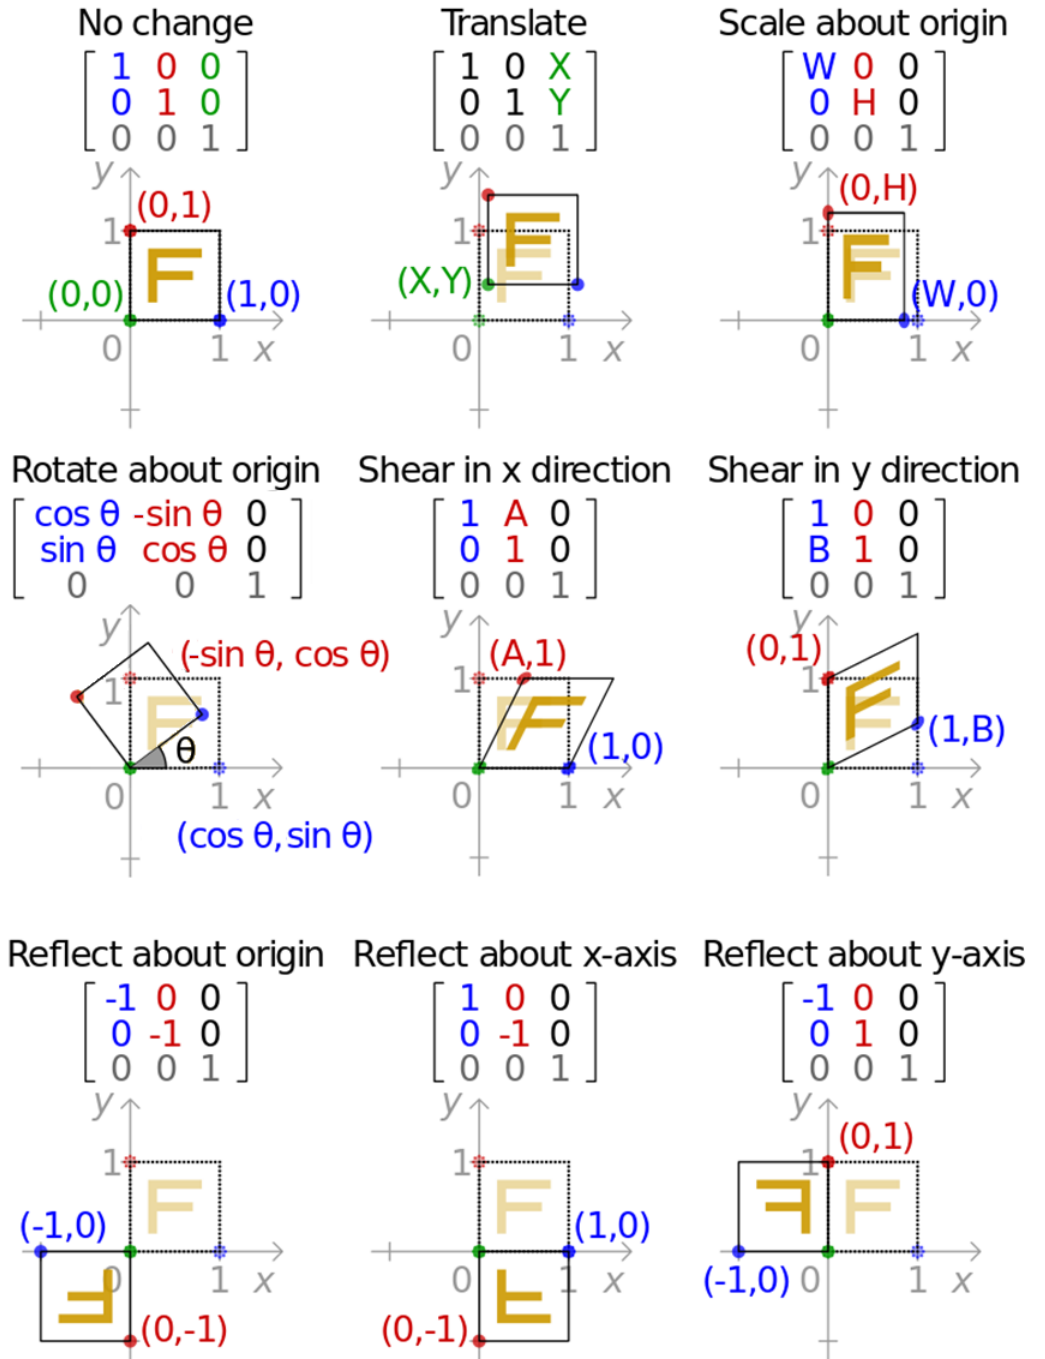 No change
1 0 0
0 1 0
0 0 1
y
(0,1)
1
F
(0,0)
(1,0)
0 1 x
Translate
1 0 X
0 1 Y
0 0 1
y
1
F
F
(X,Y)
0 1 x
Scale about origin
W 0 0
0 H 0
0 0 1
y
(0,H)
1
F
F
(W,0)
0 1 x
Rotate about origin
cos θ -sin θ 0
sin θ cos θ 0
0 0 1
y
(-sin θ, cos θ)
1
F
θ
0 1 x
(cos θ, sin θ)
Shear in x direction
1 A 0
0 1 0
0 0 1
y
(A,1)
1
F
F
(1,0)
0 1 x
Shear in y direction
1 0 0
B 1 0
0 0 1
y
(0,1)
1
F
F
(1,B)
0 1 x
Reflect about origin
-1 0 0
0 -1 0
0 0 1
y
1
F
(-1,0)
0 1 x
F
(0,-1)
Reflect about x-axis
1 0 0
0 -1 0
0 0 1
y
1
F
(1,0)
0 1 x
F
(0,-1)
Reflect about y-axis
-1 0 0
0 1 0
0 0 1
y
(0,1)
1
F
F
(-1,0)
0 1 x